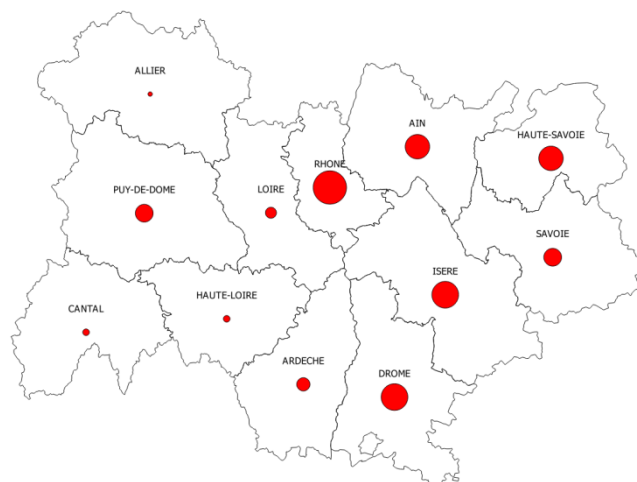 ALLIER
AIN
HAUTE-SAVOIE
RHONE
PUY-DE-DOME
LOIRE
SAVOIE
ISERE
HAUTE-LOIRE
CANTAL
ARDECHE
DROME